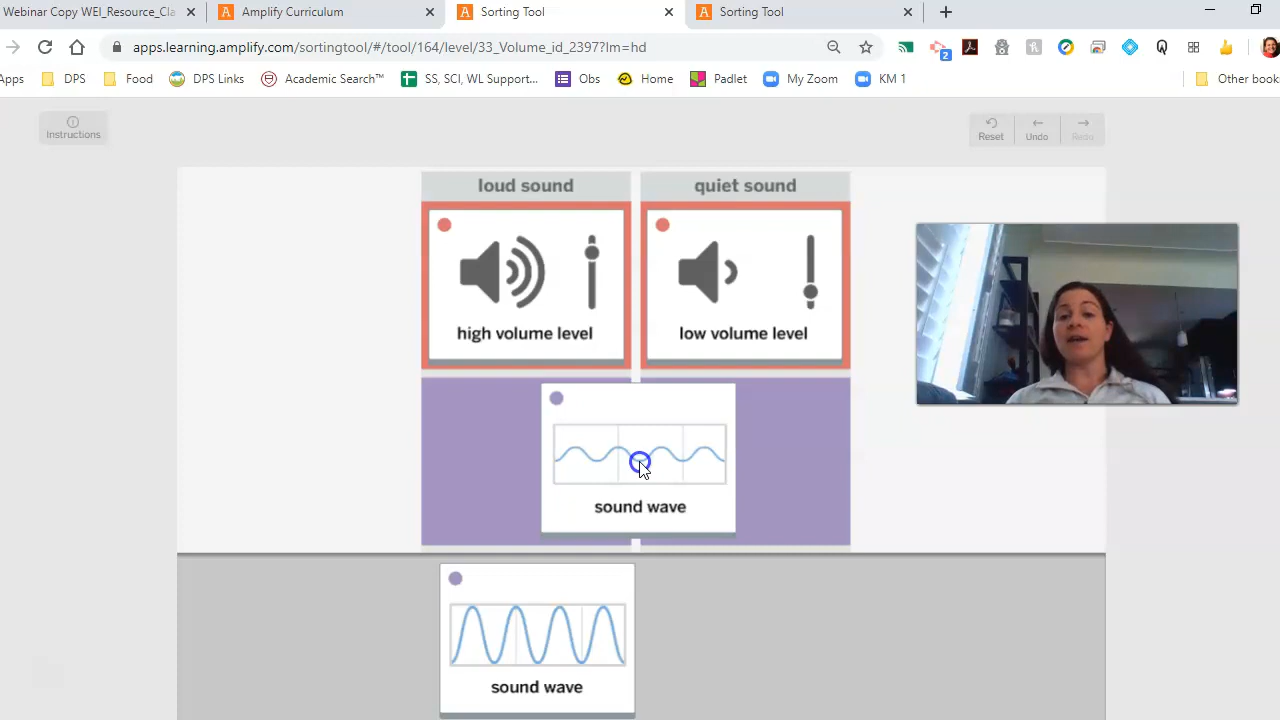 Webinar Copy WEI_Resource_Cla
Amplify Curriculum
Sorting Tool
Sorting Tool
apps.learning.amplify.com/sortingtool/#/tool/164/level/33_Volume_id_2397?lm=hd
2
Apps DPS Food DPS Links Academic Search™ SS, SCI, WL Support... Obs Home Padlet My Zoom KM 1 Other book
Instructions
Reset Undo Redo
loud sound quiet sound
high volume level low volume level
sound wave
sound wave